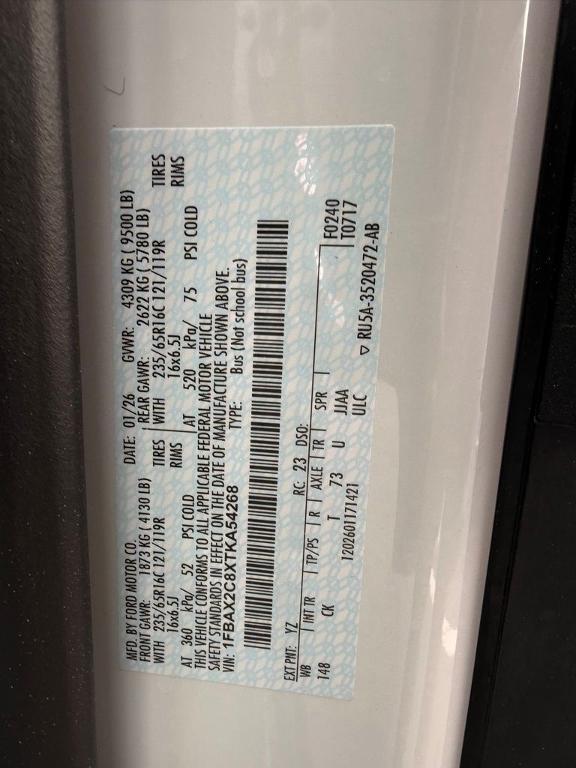 MFD. BY FORD MOTOR CO. DATE: 01/26 GVWR: 4309 KG ( 9500 LB)
FRONT GAWR: 1873 KG ( 4130 LB) REAR GAWR: 2622 KG ( 5780 LB)
WITH 235/65R16C 121/119R TIRES WITH 235/65R16C 121/119R TIRES
16x6.5J RIMS 16x6.5J RIMS
AT 360 kPa/ 52 PSI COLD AT 520 kPa/ 75 PSI COLD
THIS VEHICLE CONFORMS TO ALL APPLICABLE FEDERAL MOTOR VEHICLE
SAFETY STANDARDS IN EFFECT ON THE DATE OF MANUFACTURE SHOWN ABOVE.
VIN: 1FBAX2C8XTKA54268 TYPE: Bus (Not school bus)
EXT PNT: YZ RC: 23 DSO: F0240
WB INT TR TP/PS R AXLE TR SPR T0717
148 CK T 73 U JJAA
1202601171421 ULC
▽ RU5A-3520472-AB